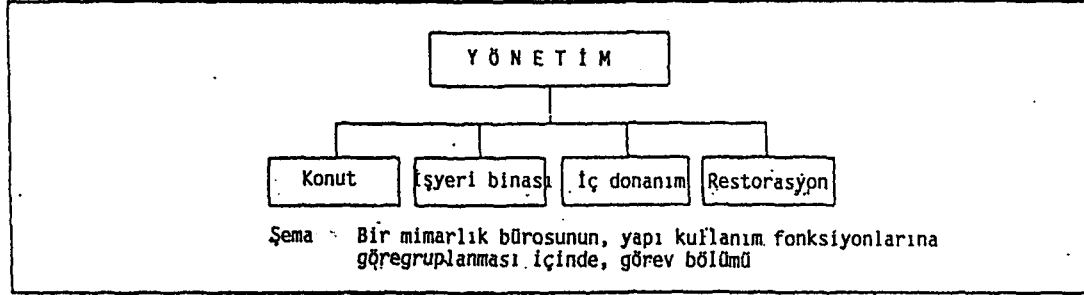 YÖNETİM
Konut İşyeri binası İç donanım Restorasyon
Şema - Bir mimarlık bürosunun, yapı kullanım fonksiyonlarına
göregruplanması içinde, görev bölümü